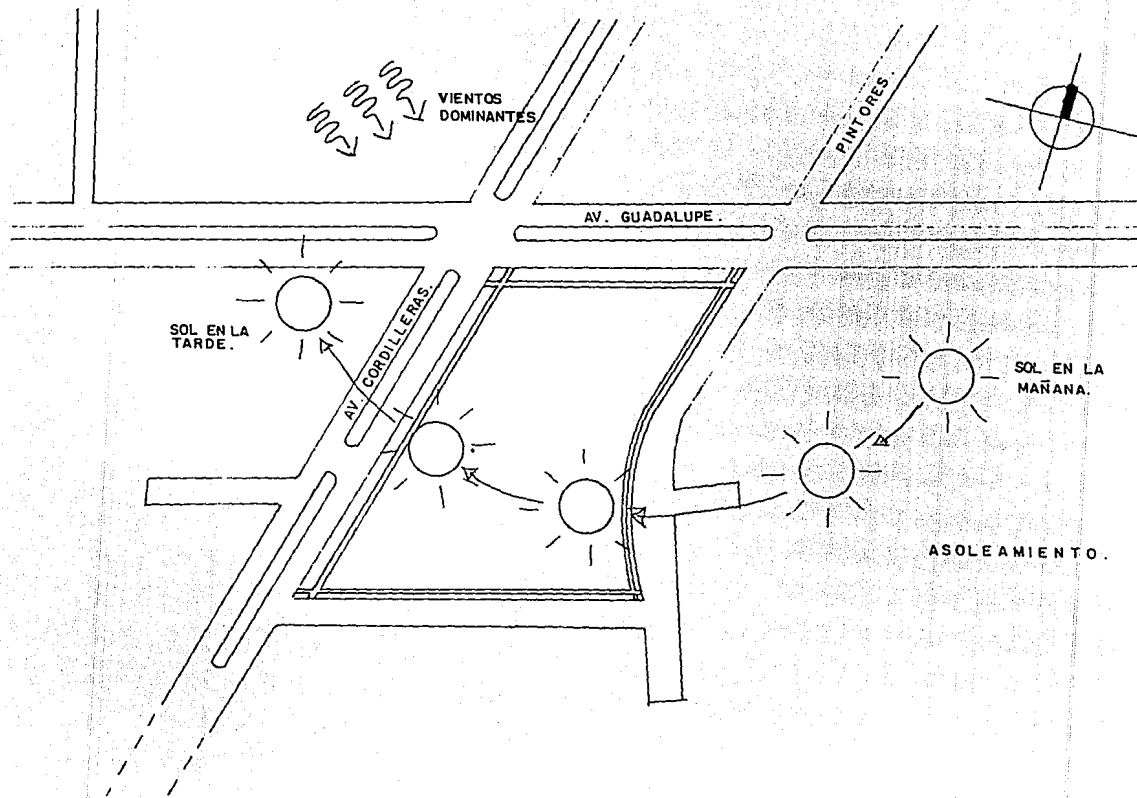 VIENTOS
DOMINANTES
PINTORES.
AV. GUADALUPE.
AV. CORDILLERAS.
SOL EN LA
TARDE.
SOL EN LA
MAÑANA.
ASOLEAMIENTO.